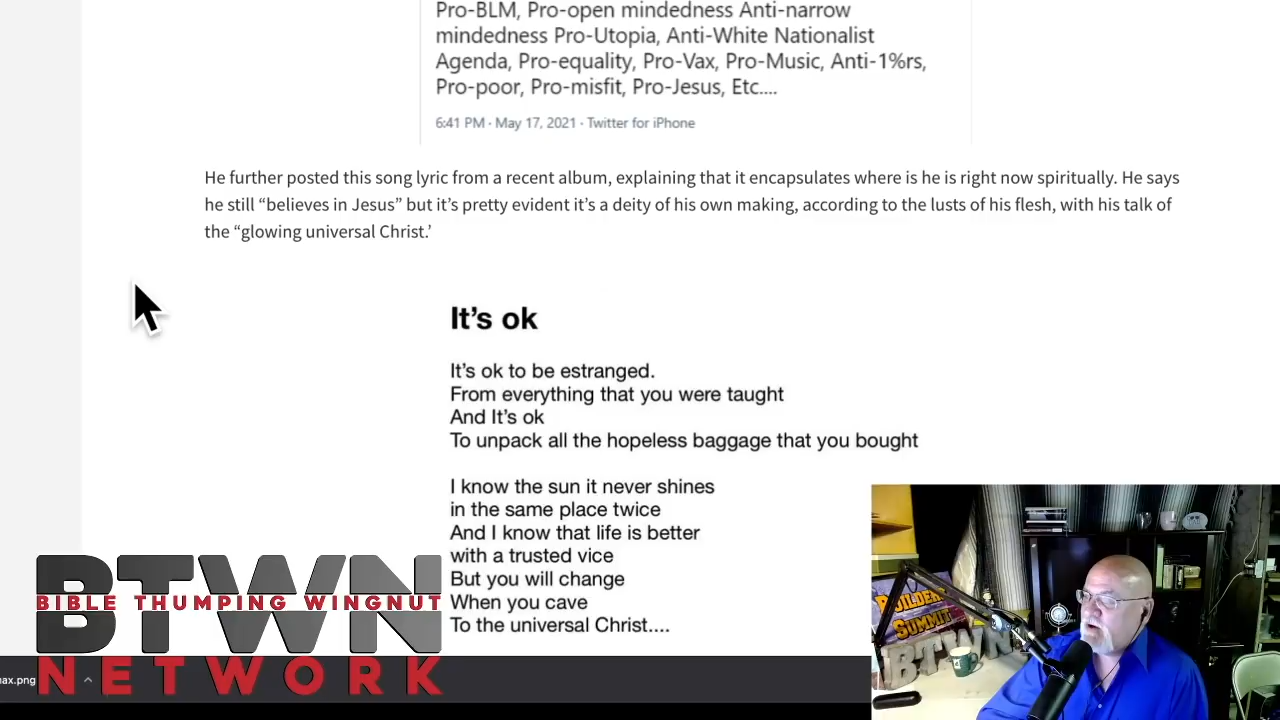 Pro-BLM, Pro-open mindedness Anti-narrow
mindedness Pro-Utopia, Anti-White Nationalist
Agenda, Pro-equality, Pro-Vax, Pro-Music, Anti-1%rs,
Pro-poor, Pro-misfit, Pro-Jesus, Etc....
6:41 PM · May 17, 2021 · Twitter for iPhone
He further posted this song lyric from a recent album, explaining that it encapsulates where is he is right now spiritually. He says
he still “believes in Jesus” but it’s pretty evident it’s a deity of his own making, according to the lusts of his flesh, with his talk of
the “glowing universal Christ.’
It’s ok
It’s ok to be estranged.
From everything that you were taught
And It’s ok
To unpack all the hopeless baggage that you bought
I know the sun it never shines
in the same place twice
And I know that life is better
with a trusted vice
But you will change
When you cave
To the universal Christ....
BTWN
BIBLE THUMPING WINGNUT
NETWORK
ax.png
BUILDER
SUMMIT
BTWN